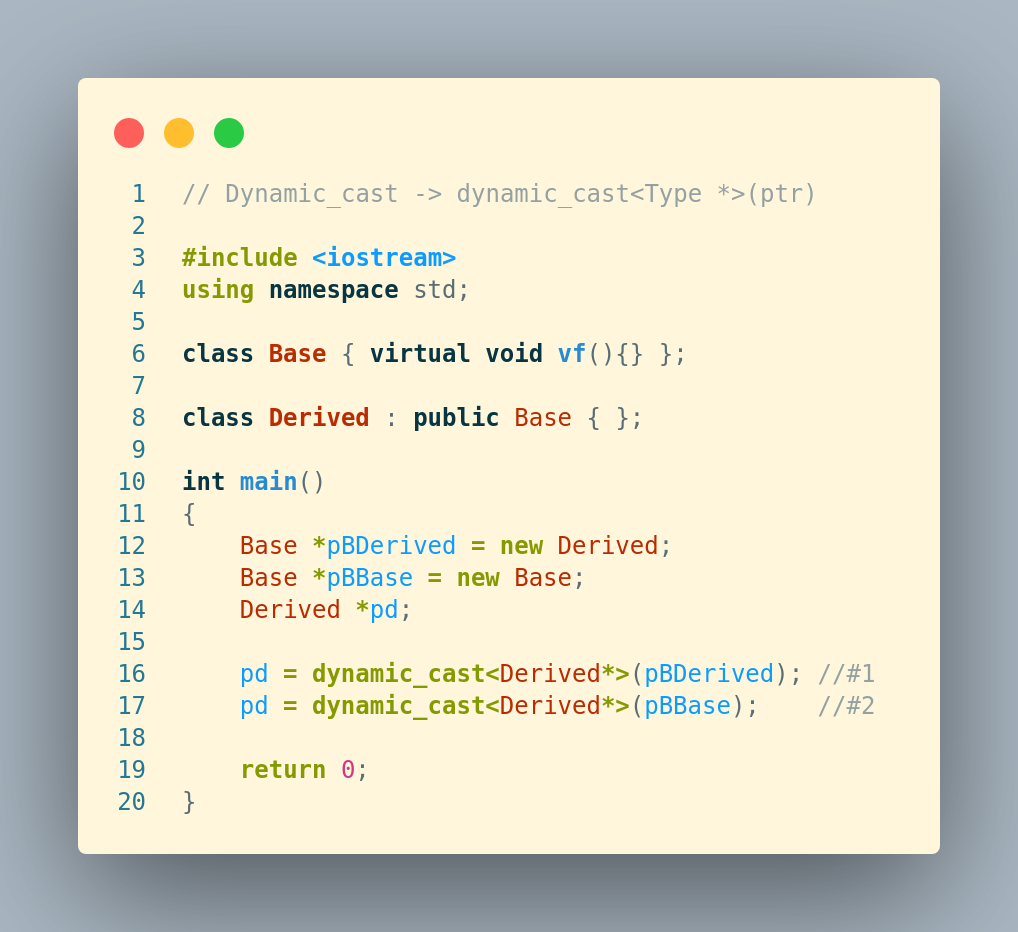 1 // Dynamic_cast -> dynamic_cast<Type *>(ptr)
2
3 #include <iostream>
4 using namespace std;
5
6 class Base { virtual void vf(){} };
7
8 class Derived : public Base { };
9
10 int main()
11 {
12     Base *pBDerived = new Derived;
13     Base *pBBase = new Base;
14     Derived *pd;
15
16     pd = dynamic_cast<Derived*>(pBDerived); //#1
17     pd = dynamic_cast<Derived*>(pBBase);    //#2
18
19     return 0;
20 }